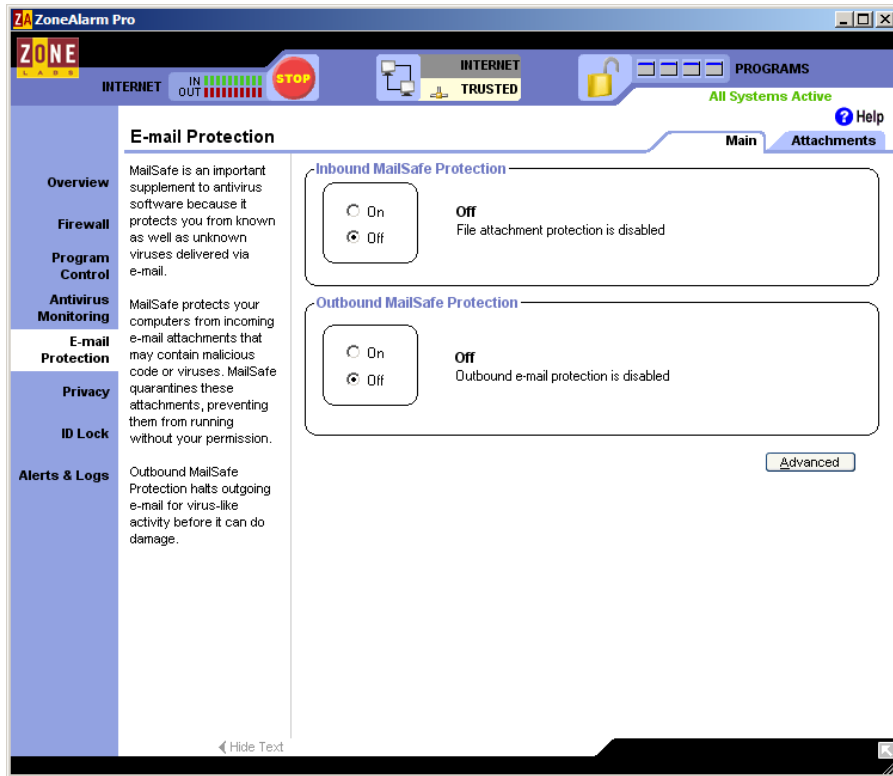 ZA ZoneAlarm Pro
ZONE
LABS
INTERNET
IN
OUT
STOP
INTERNET
TRUSTED
PROGRAMS
All Systems Active
? Help
E-mail Protection
Main
Attachments
Overview
Firewall
Program
Control
Antivirus
Monitoring
E-mail
Protection
Privacy
ID Lock
Alerts & Logs
MailSafe is an important
supplement to antivirus
software because it
protects you from known
as well as unknown
viruses delivered via
e-mail.
MailSafe protects your
computers from incoming
e-mail attachments that
may contain malicious
code or viruses. MailSafe
quarantines these
attachments, preventing
them from running
without your permission.
Outbound MailSafe
Protection halts outgoing
e-mail for virus-like
activity before it can do
damage.
Inbound MailSafe Protection
On
Off
Off
File attachment protection is disabled
Outbound MailSafe Protection
On
Off
Off
Outbound e-mail protection is disabled
Advanced
Hide Text